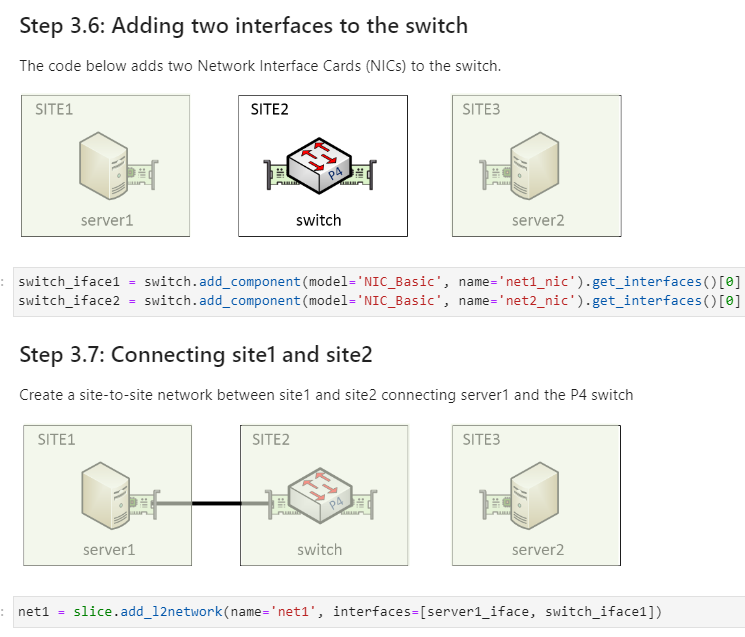 Step 3.6: Adding two interfaces to the switch
The code below adds two Network Interface Cards (NICs) to the switch.
SITE1
SITE2
SITE3
P4
server1
switch
server2
: switch_iface1 = switch.add_component(model='NIC_Basic', name='net1_nic').get_interfaces()[0]
switch_iface2 = switch.add_component(model='NIC_Basic', name='net2_nic').get_interfaces()[0]
Step 3.7: Connecting site1 and site2
Create a site-to-site network between site1 and site2 connecting server1 and the P4 switch
SITE1
SITE2
SITE3
P4
server1
switch
server2
: net1 = slice.add_l2network(name='net1', interfaces=[server1_iface, switch_iface1])